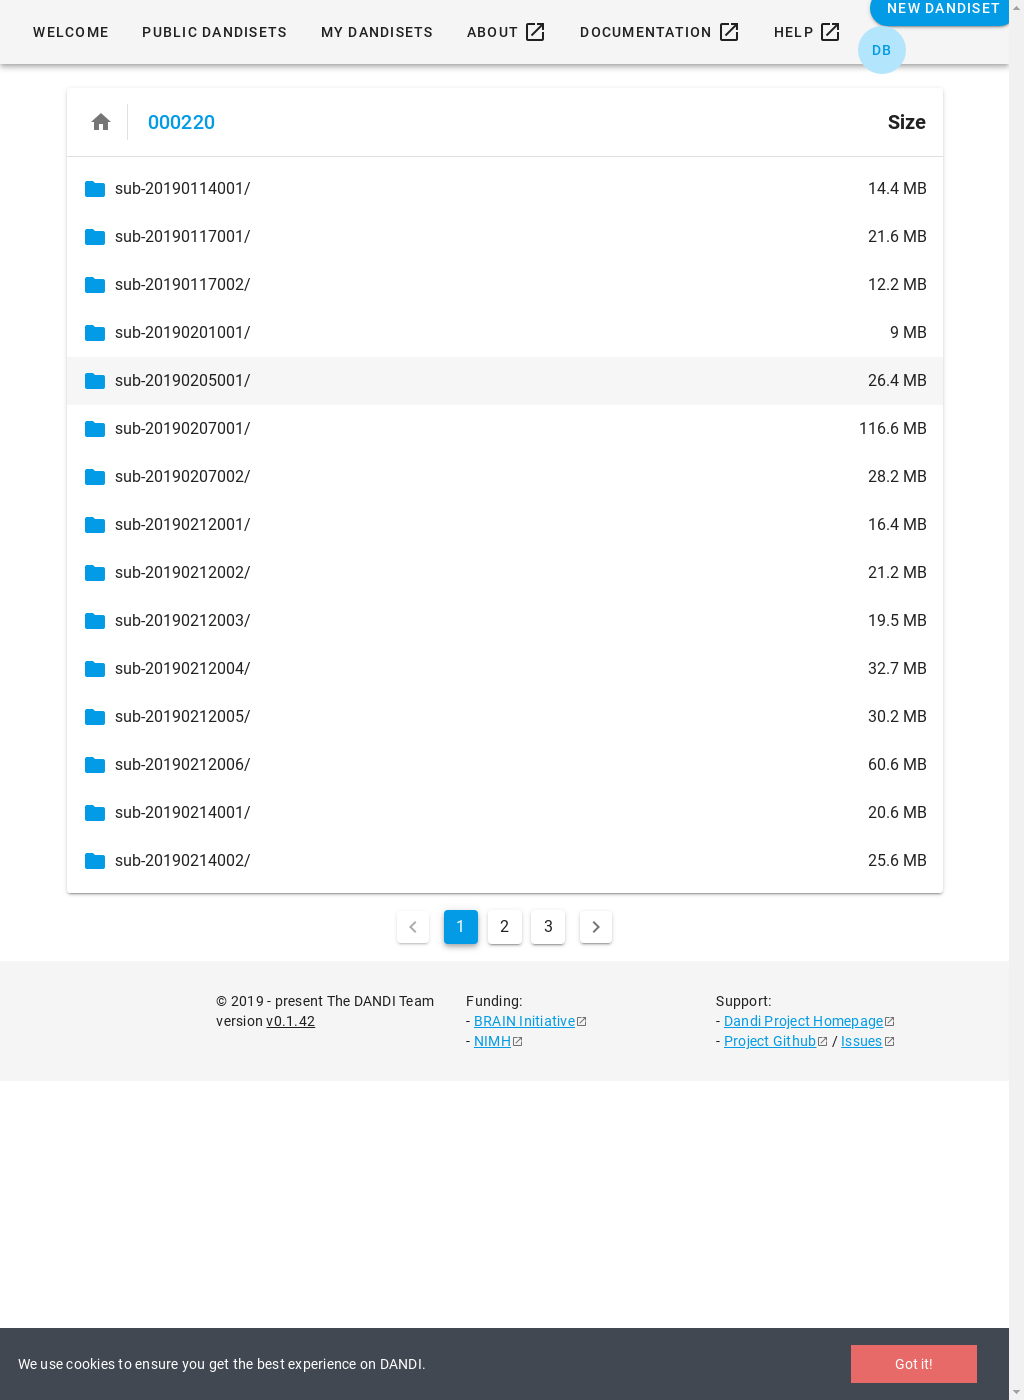 WELCOME PUBLIC DANDISETS MY DANDISETS ABOUT DOCUMENTATION HELP NEW DANDISET
DB
000220 Size
sub-20190114001/ 14.4 MB
sub-20190117001/ 21.6 MB
sub-20190117002/ 12.2 MB
sub-20190201001/ 9 MB
sub-20190205001/ 26.4 MB
sub-20190207001/ 116.6 MB
sub-20190207002/ 28.2 MB
sub-20190212001/ 16.4 MB
sub-20190212002/ 21.2 MB
sub-20190212003/ 19.5 MB
sub-20190212004/ 32.7 MB
sub-20190212005/ 30.2 MB
sub-20190212006/ 60.6 MB
sub-20190214001/ 20.6 MB
sub-20190214002/ 25.6 MB
1 2 3
© 2019 - present The DANDI Team
version v0.1.42
Funding:
- BRAIN Initiative
- NIMH
Support:
- Dandi Project Homepage
- Project Github / Issues
We use cookies to ensure you get the best experience on DANDI. Got it!